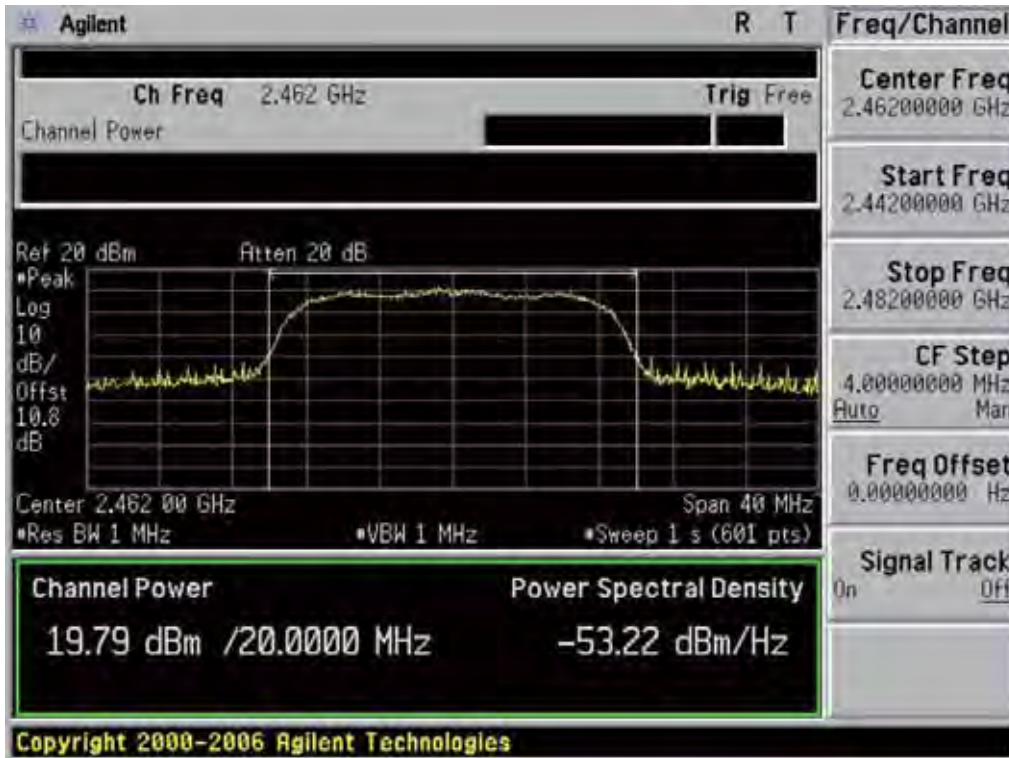 Agilent R T Freq/Channel
Ch Freq 2.462 GHz Trig Free
Channel Power
Center Freq
2.46200000 GHz
Start Freq
2.44200000 GHz
Stop Freq
2.48200000 GHz
CF Step
4.00000000 MHz
Auto Man
Freq Offset
0.00000000 Hz
Signal Track
On Off
Ref 20 dBm Atten 20 dB
*Peak
Log
10
dB/
Offst
10.8
dB
Center 2.462 00 GHz Span 40 MHz
*Res BW 1 MHz *VBW 1 MHz *Sweep 1 s (601 pts)
Channel Power Power Spectral Density
19.79 dBm /20.0000 MHz -53.22 dBm/Hz
Copyright 2000-2006 Agilent Technologies